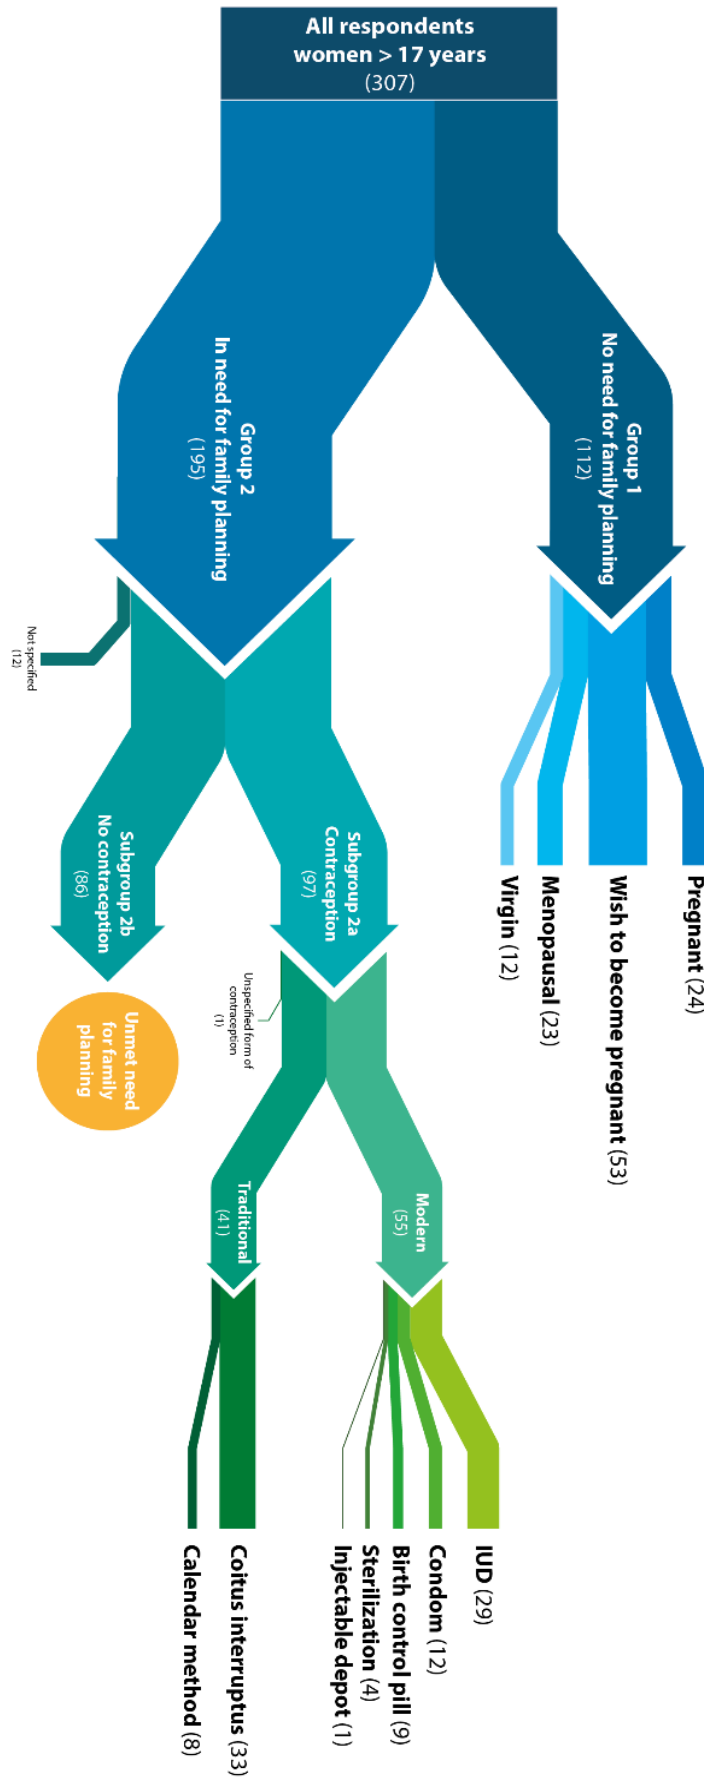 All respondents
women > 17 years
(307)
Group 1
No need for family planning
(112)
Group 2
In need for family planning
(195)
Pregnant (24)
Wish to become pregnant (53)
Menopausal (23)
Virgin (12)
Not specified
(12)
Subgroup 2a
Contraception
(97)
Subgroup 2b
No contraception
(86)
Unmet need
for family
planning
Unspecified form of
contraception
(1)
Modern
(55)
Traditional
(41)
IUD (29)
Condom (12)
Birth control pill (9)
Sterilization (4)
Injectable depot (1)
Coitus interruptus (33)
Calendar method (8)